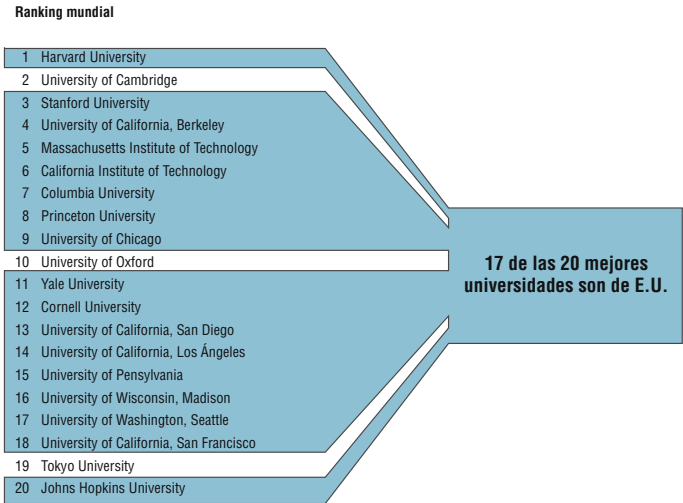 Ranking mundial
1 Harvard University
2 University of Cambridge
3 Stanford University
4 University of California, Berkeley
5 Massachusetts Institute of Technology
6 California Institute of Technology
7 Columbia University
8 Princeton University
9 University of Chicago
10 University of Oxford
11 Yale University
12 Cornell University
13 University of California, San Diego
14 University of California, Los Ángeles
15 University of Pensylvania
16 University of Wisconsin, Madison
17 University of Washington, Seattle
18 University of California, San Francisco
19 Tokyo University
20 Johns Hopkins University
17 de las 20 mejores
universidades son de E.U.